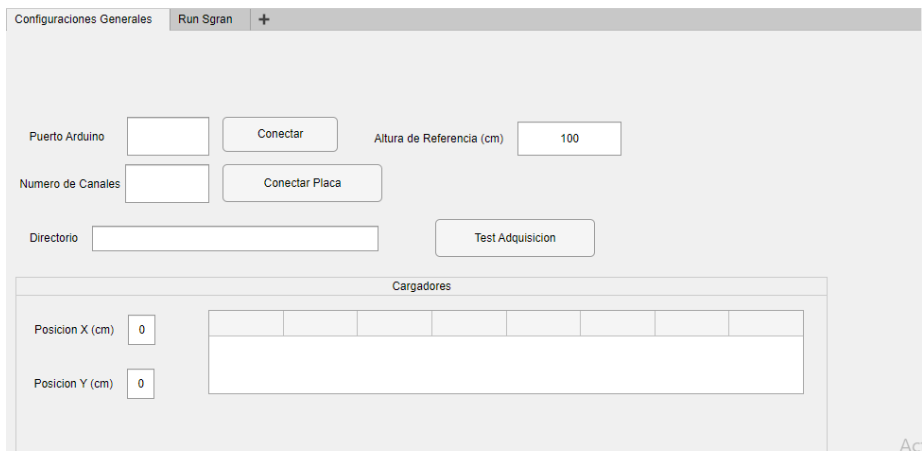 Configuraciones Generales Run Sgran +
Puerto Arduino Conectar Altura de Referencia (cm) 100
Numero de Canales Conectar Placa
Directorio Test Adquisicion
Cargadores
Posicion X (cm) 0
Posicion Y (cm) 0